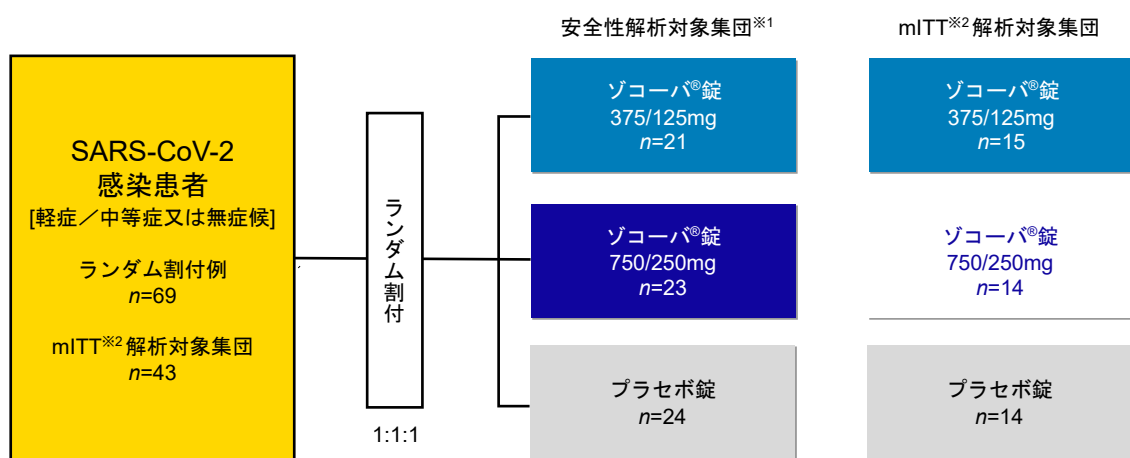 安全性解析対象集団※1
mITT※2 解析対象集団
SARS-CoV-2
感染患者
[軽症/中等症又は無症候]
ランダム割付例
n=69
mITT※2 解析対象集団
n=43
ランダム割付
1:1:1
ゾコーバ®錠
375/125mg
n=21
ゾコーバ®錠
375/125mg
n=15
ゾコーバ®錠
750/250mg
n=23
ゾコーバ®錠
750/250mg
n=14
プラセボ錠
n=24
プラセボ錠
n=14